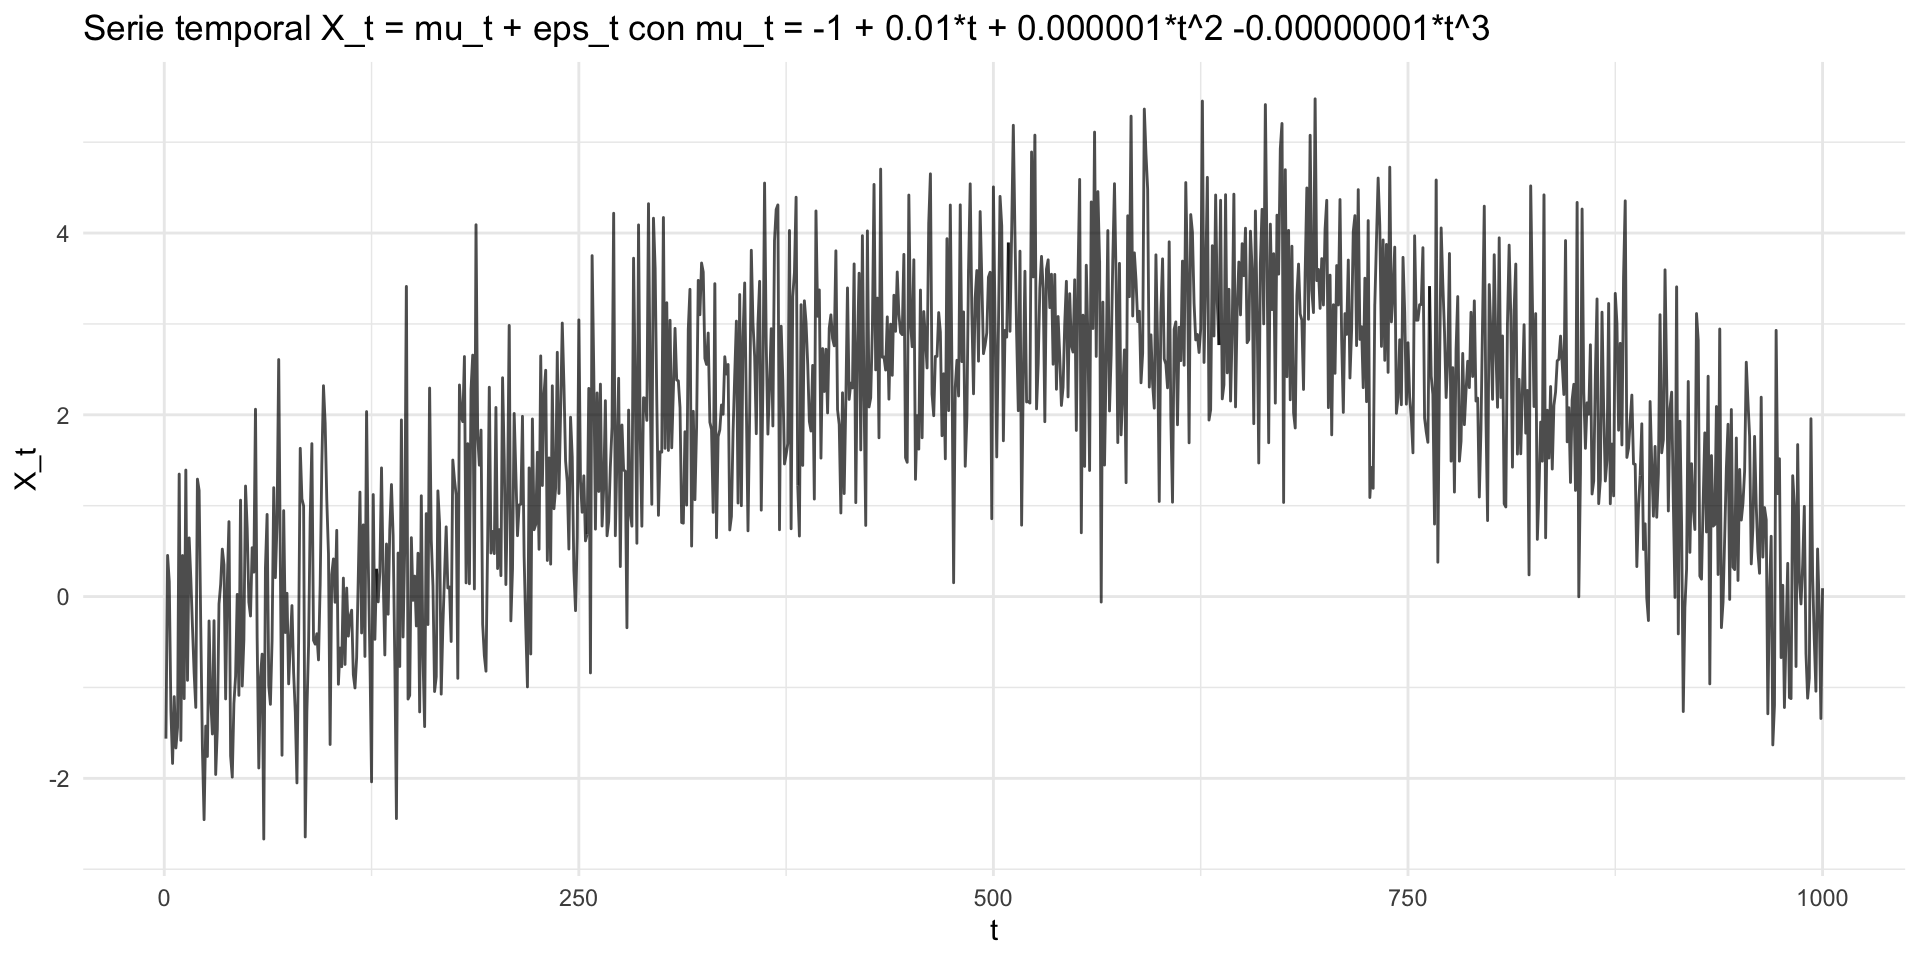 Serie temporal X_t = mu_t + eps_t con mu_t = -1 + 0.01*t + 0.000001*t^2 -0.00000001*t^3
4
2
0
-2
X_t
0 250 500 750 1000
t